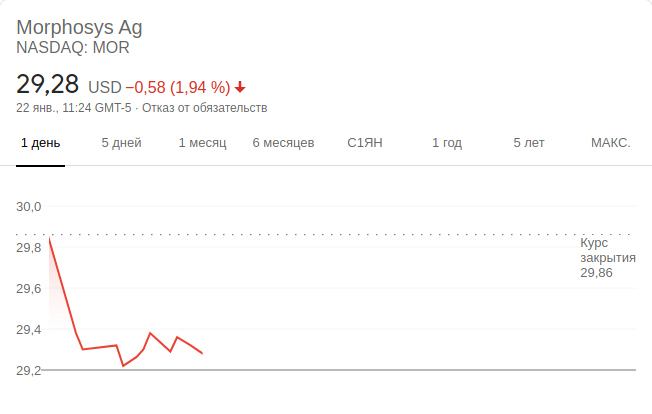 Morphosys Ag
NASDAQ: MOR
29,28 USD −0,58 (1,94 %)
22 янв., 11:24 GMT-5 · Отказ от обязательств
1 день 5 дней 1 месяц 6 месяцев С1ЯН 1 год 5 лет МАКС.
30,0
29,8
29,6
29,4
29,2
Курс
закрытия
29,86